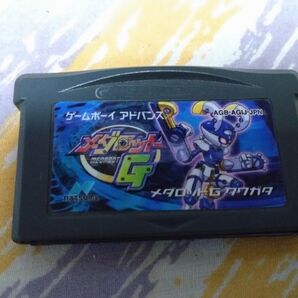 ゲームボーイ アドバンス
AGB-AGIJ-JPN
メダロット
MEDAROT
G
メダロットG クワガタ
natsume